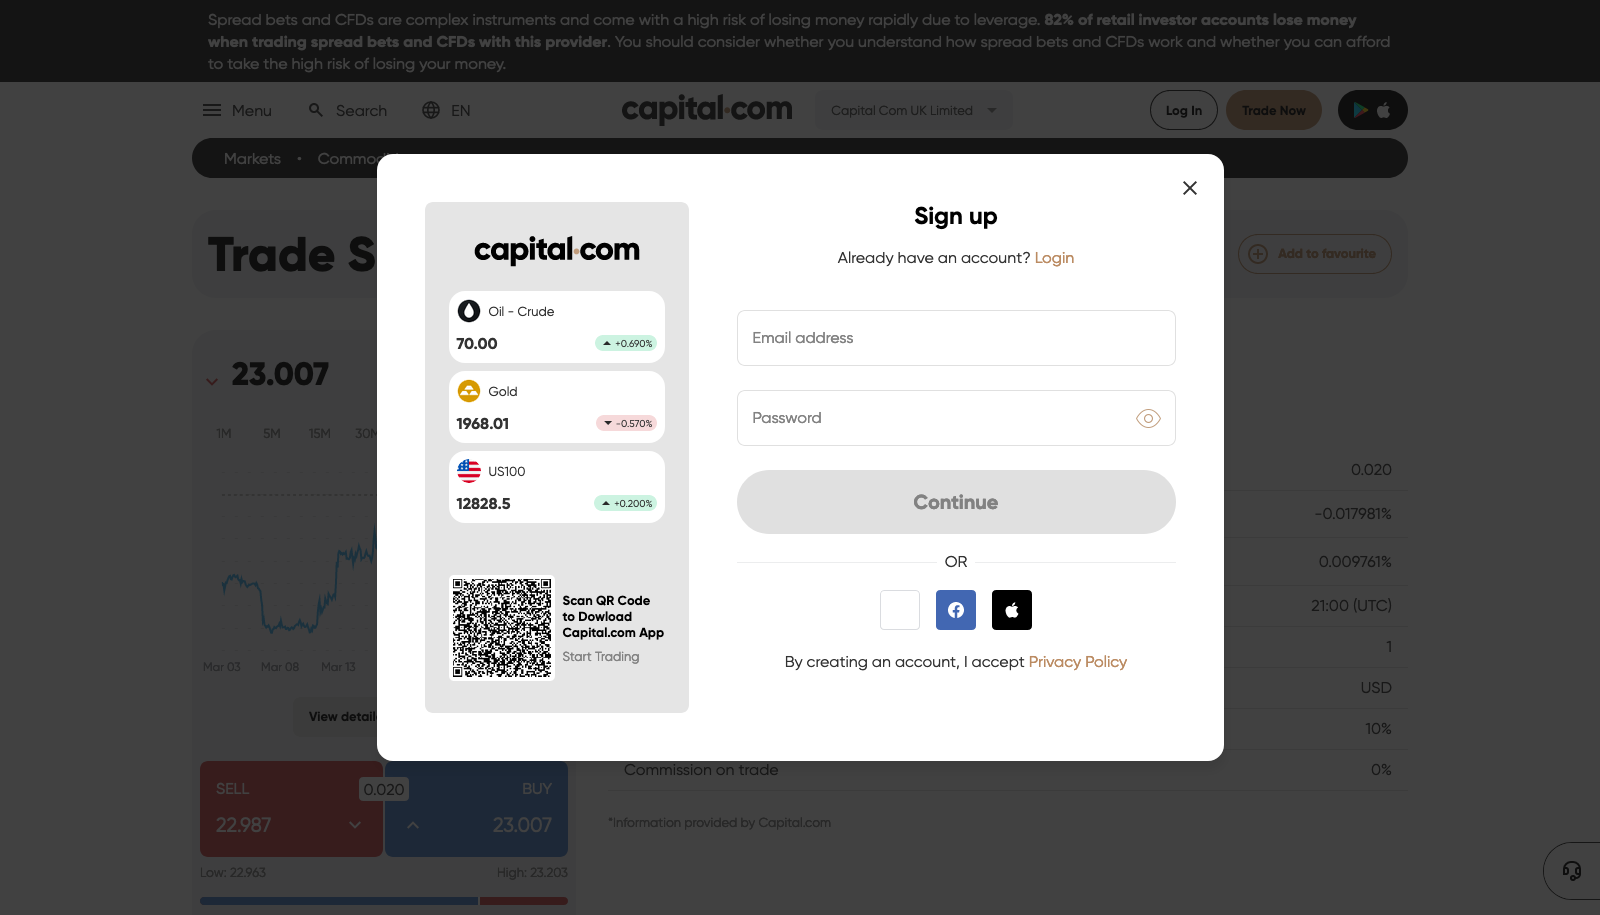 Spread bets and CFDs are complex instruments and come with a high risk of losing money rapidly due to leverage. 82% of retail investor accounts lose money
when trading spread bets and CFDs with this provider. You should consider whether you understand how spread bets and CFDs work and whether you can afford
to take the high risk of losing your money.
Menu Search EN capital.com Capital Com UK Limited Log In Trade Now
Markets • Commodi
Trade S
Add to favourite
23.007
1M 5M 15M 30M
Mar 03 Mar 08 Mar 13
View detaile
SELL 0.020 BUY
22.987 23.007
Low: 22.963 High: 23.203
0.020
-0.017981%
0.009761%
21:00 (UTC)
1
USD
10%
Commission on trade 0%
*Information provided by Capital.com
capital.com
Oil - Crude
70.00 +0.690%
Gold
1968.01 -0.570%
US100
12828.5 +0.200%
Scan QR Code
to Dowload
Capital.com App
Start Trading
Sign up
Already have an account? Login
Email address
Password
Continue
OR
By creating an account, I accept Privacy Policy